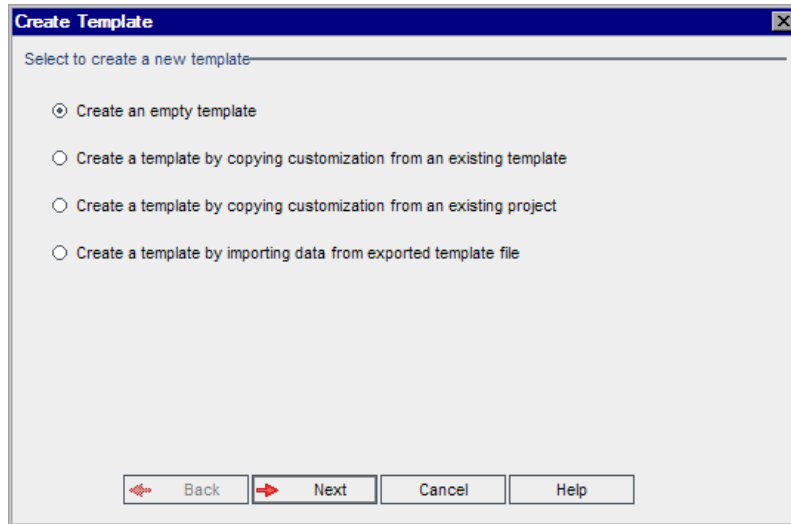 Create Template
Select to create a new template
Create an empty template
Create a template by copying customization from an existing template
Create a template by copying customization from an existing project
Create a template by importing data from exported template file
Back Next Cancel Help